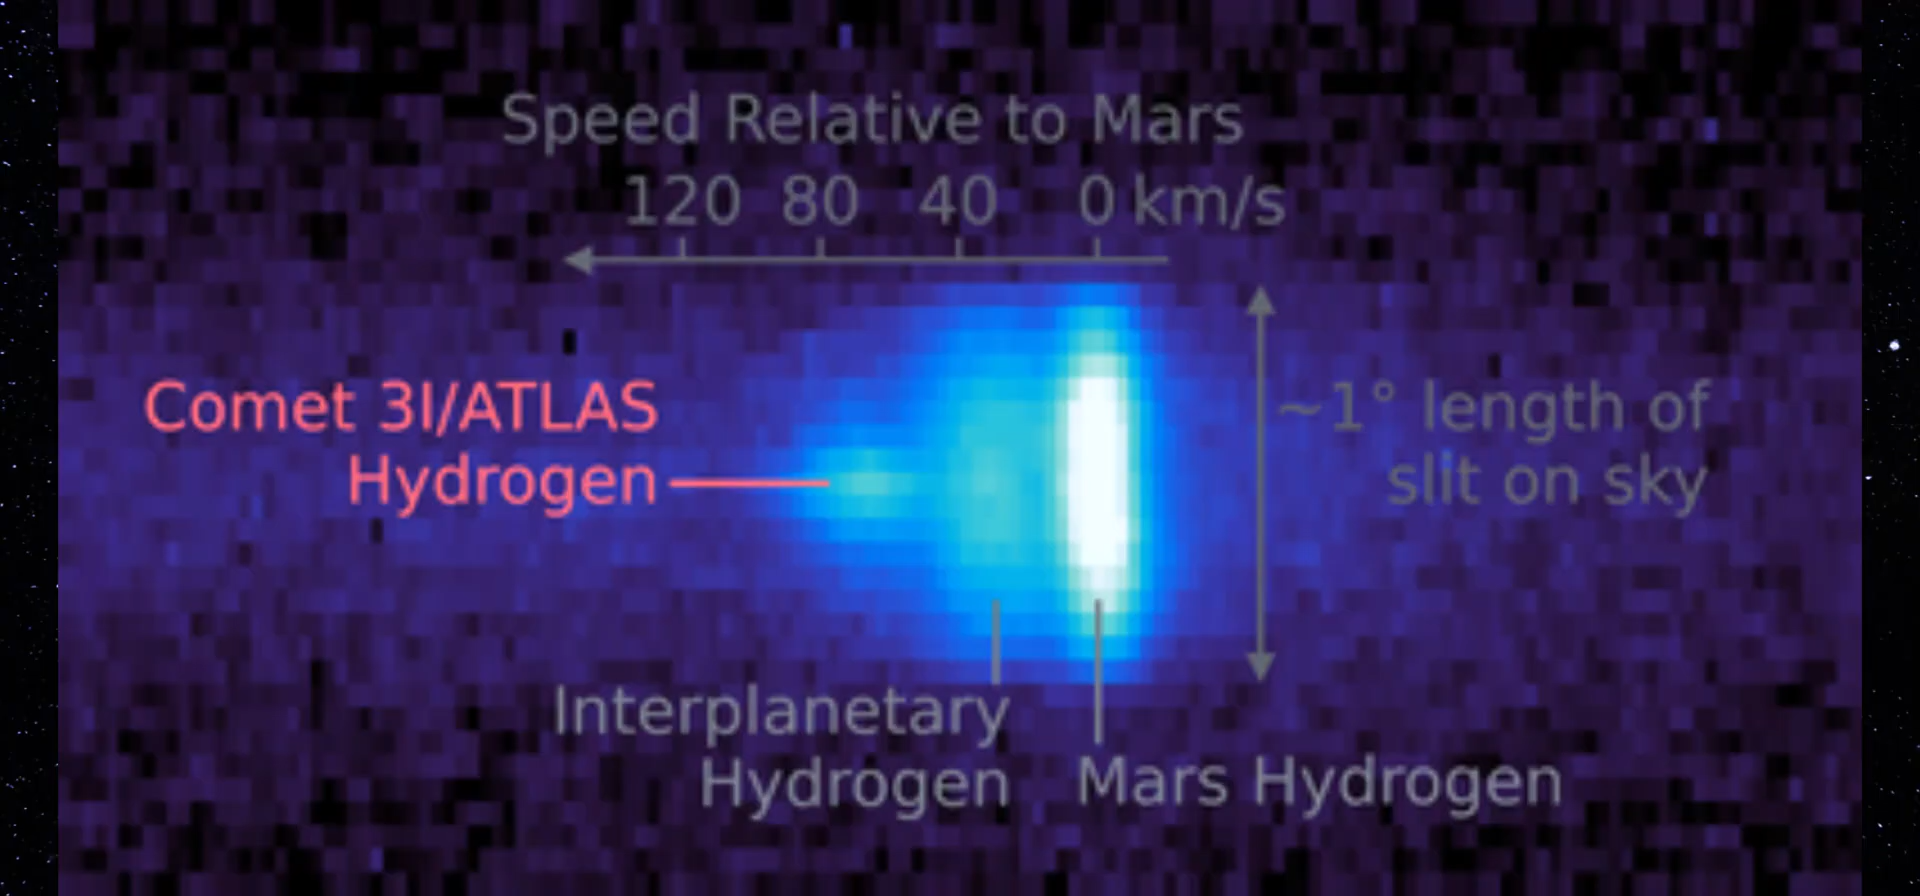 Speed Relative to Mars
120 80 40 0 km/s
Comet 3I/ATLAS
Hydrogen
~1° length of
slit on sky
Interplanetary
Hydrogen
Mars Hydrogen